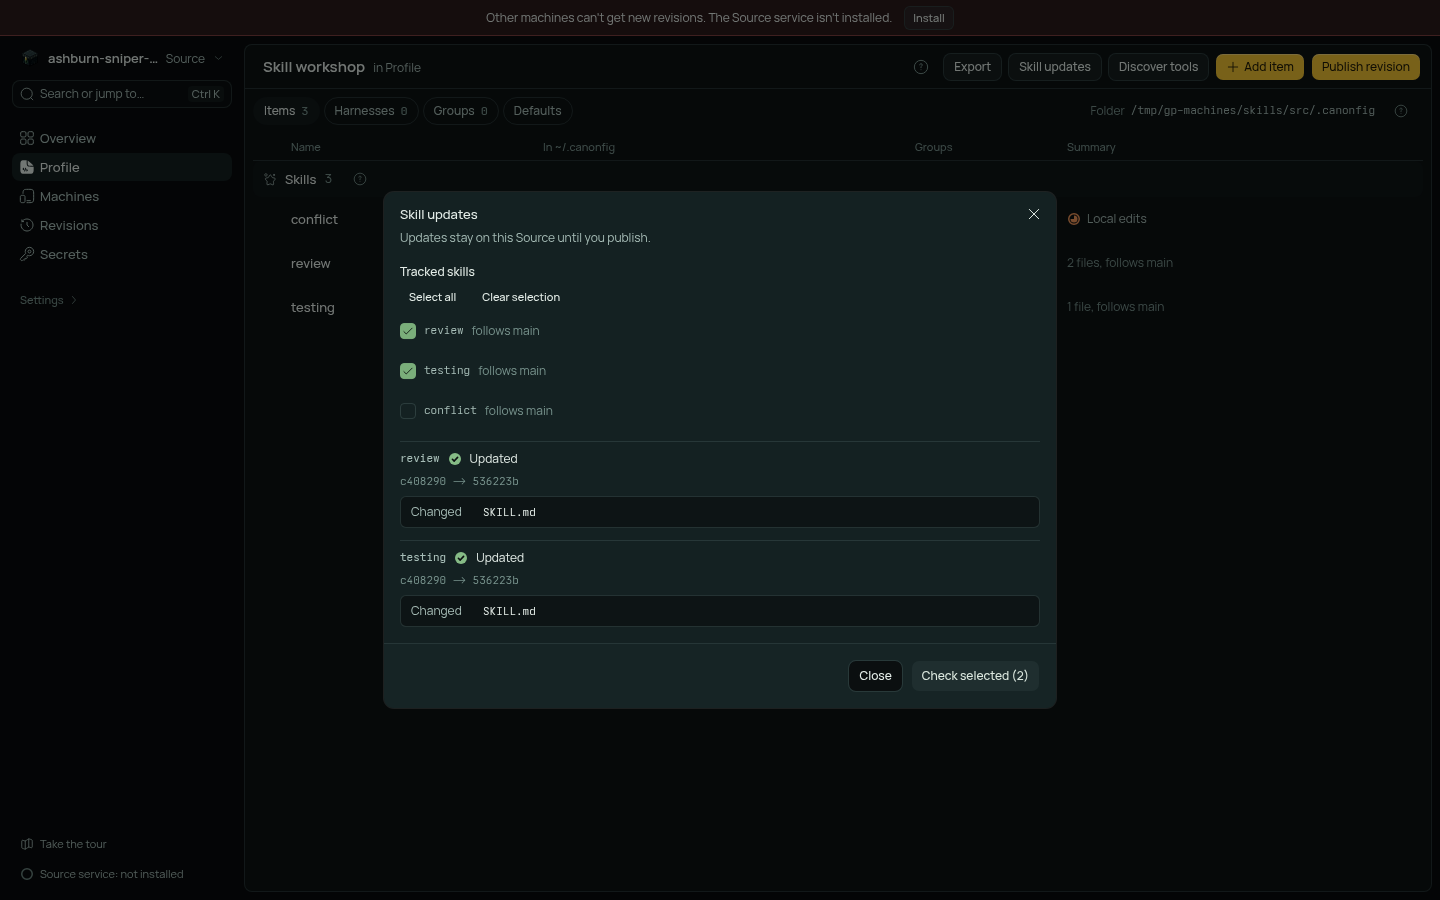 Other machines can't get new revisions. The Source service isn't installed. Install
ashburn-sniper-... Source
Search or jump to... Ctrl K
Overview
Profile
Machines
Revisions
Secrets
Settings
Take the tour
Source service: not installed
Skill workshop in Profile
Export Skill updates Discover tools Add item Publish revision
Items 3 Harnesses 0 Groups 0 Defaults
Folder /tmp/gp-machines/skills/src/.canonfig
Name In ~/.canonfig Groups Summary
Skills 3
conflict Local edits
review 2 files, follows main
testing 1 file, follows main
Skill updates
Updates stay on this Source until you publish.
Tracked skills
Select all Clear selection
review follows main
testing follows main
conflict follows main
review Updated
c408290 → 536223b
Changed SKILL.md
testing Updated
c408290 → 536223b
Changed SKILL.md
Close Check selected (2)